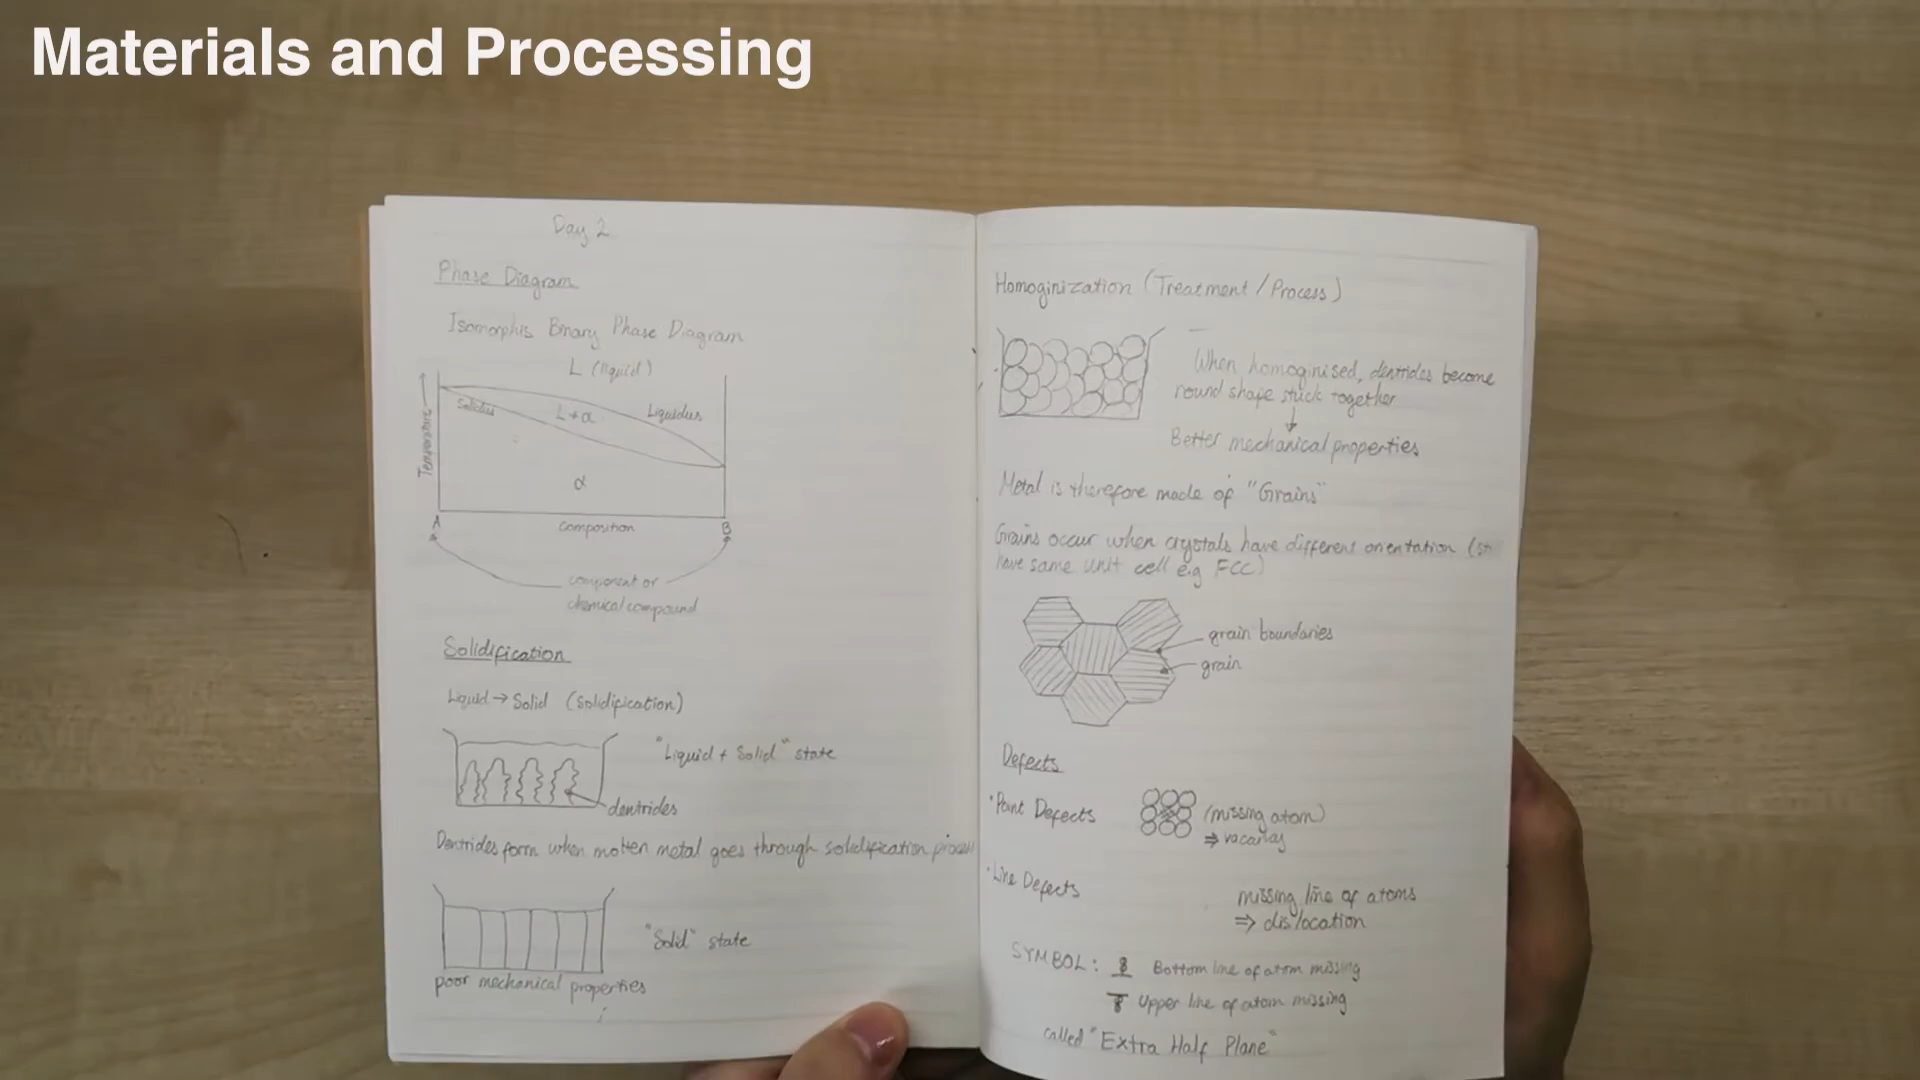 Materials and Processing
Day 2
Phase Diagram
Isomorphis Binary Phase Diagram
L (liquid)
Solidus
L + α
Liquidus
Temperature
α
A
composition
B
component or
chemical compound
Solidification
Liquid → Solid (Solidification)
"Liquid + Solid" state
dentrides
Dentrides form when molten metal goes through solidification process
"Solid" state
poor mechanical properties
Homoginization (Treatment / Process)
When homoginised, dentrides become
round shape stuck together
↓
Better mechanical properties
Metal is therefore made of "Grains"
Grains occur when crystals have different orientation (
have same unit cell e.g FCC)
grain boundaries
grain
Defects
· Point Defects
(missing atom)
⇒ vacancy
· Line Defects
missing line of atoms
⇒ dislocation
SYMBOL: ⊥ Bottom line of atom missing
⊤ Upper line of atom missing
called "Extra Half Plane"